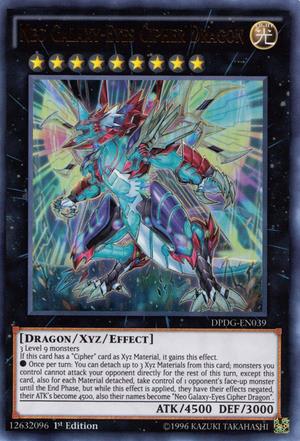 NEO GALAXY-EYES CIPHER DRAGON
LIGHT
光
DPDG-EN039
[DRAGON/XYZ/EFFECT]
3 Level 9 monsters
If this card has a "Cipher" card as Xyz Material, it gains this effect.
● Once per turn: You can detach up to 3 Xyz Materials from this card; monsters you
control cannot attack your opponent directly for the rest of this turn, except this
card, also for each Material detached, take control of 1 opponent's face-up monster
until the End Phase, but while this effect is applied, they have their effects negated,
their ATK's become 4500, also their names become "Neo Galaxy-Eyes Cipher Dragon".
ATK/4500 DEF/3000
12632096 1st Edition ©1996 KAZUKI TAKAHASHI